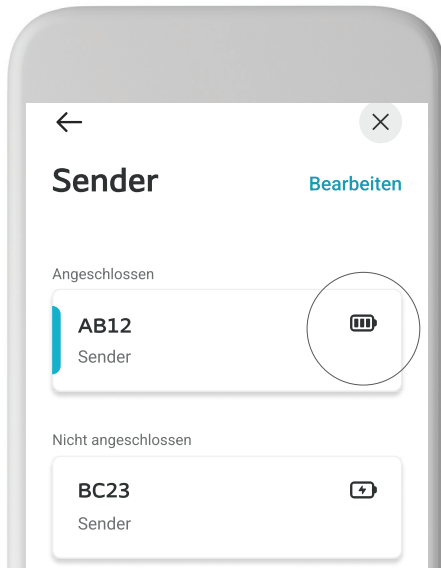 Sender
Bearbeiten
Angeschlossen
AB12
Sender
Nicht angeschlossen
BC23
Sender